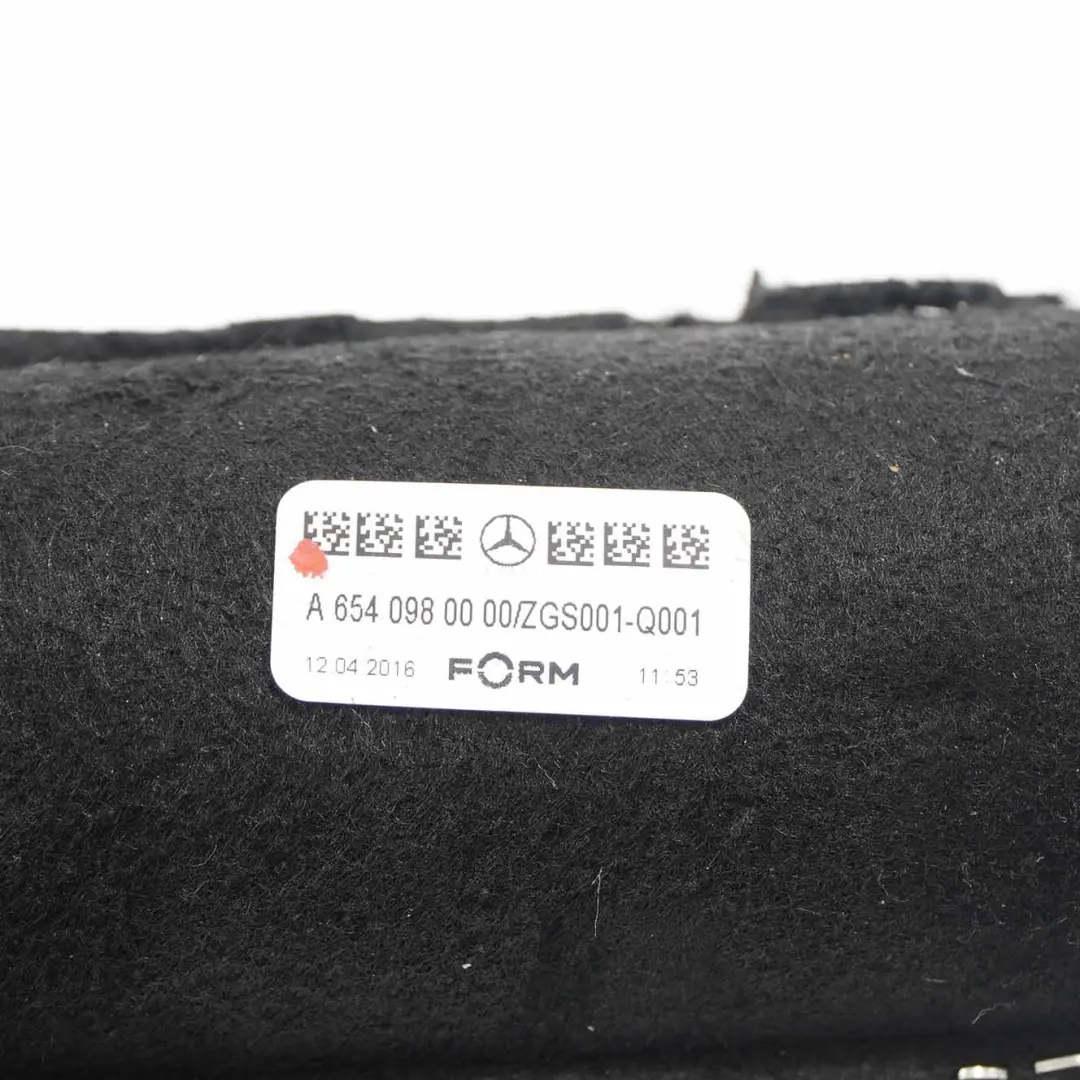 A 654 098 00 00/ZGS001-Q001
12.04.2016 FORM 11:53